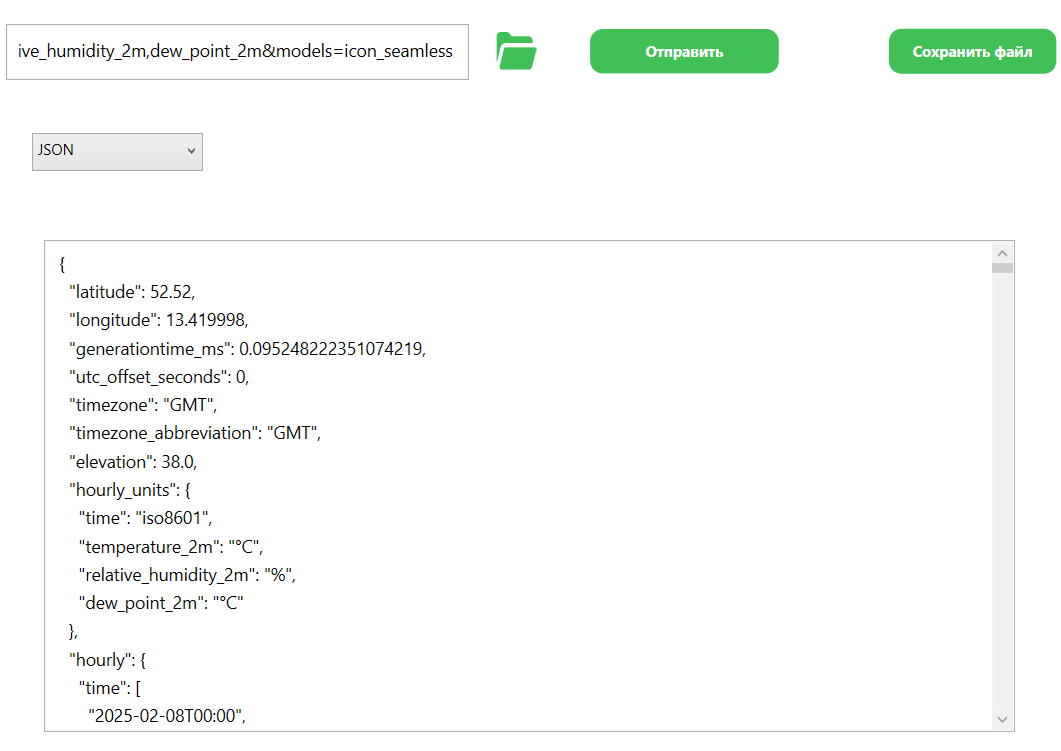 ive_humidity_2m,dew_point_2m&models=icon_seamless
Отправить
Сохранить файл
JSON
{
"latitude": 52.52,
"longitude": 13.419998,
"generationtime_ms": 0.095248222351074219,
"utc_offset_seconds": 0,
"timezone": "GMT",
"timezone_abbreviation": "GMT",
"elevation": 38.0,
"hourly_units": {
"time": "iso8601",
"temperature_2m": "°C",
"relative_humidity_2m": "%",
"dew_point_2m": "°C"
},
"hourly": {
"time": [
"2025-02-08T00:00",